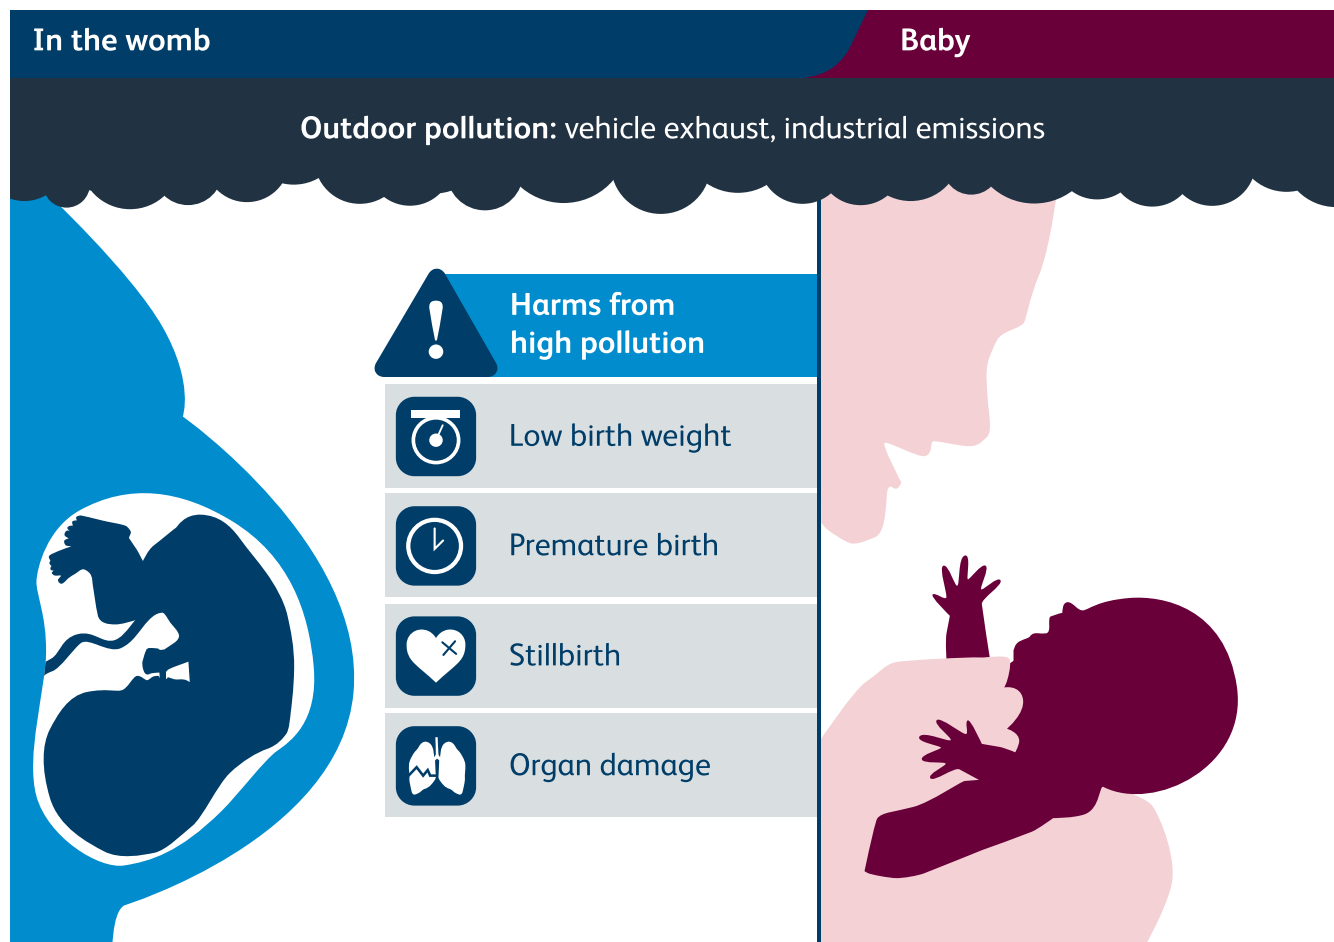 In the womb
Baby
Outdoor pollution: vehicle exhaust, industrial emissions
Harms from
high pollution
Low birth weight
Premature birth
Stillbirth
Organ damage